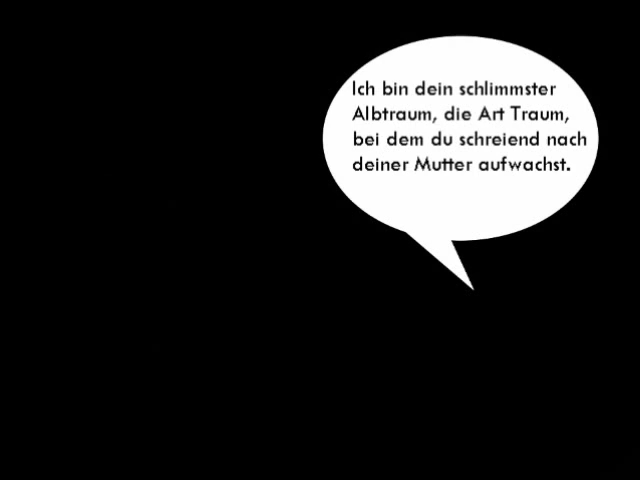 Ich bin dein schlimmster
Albtraum, die Art Traum,
bei dem du schreiend nach
deiner Mutter aufwachst.